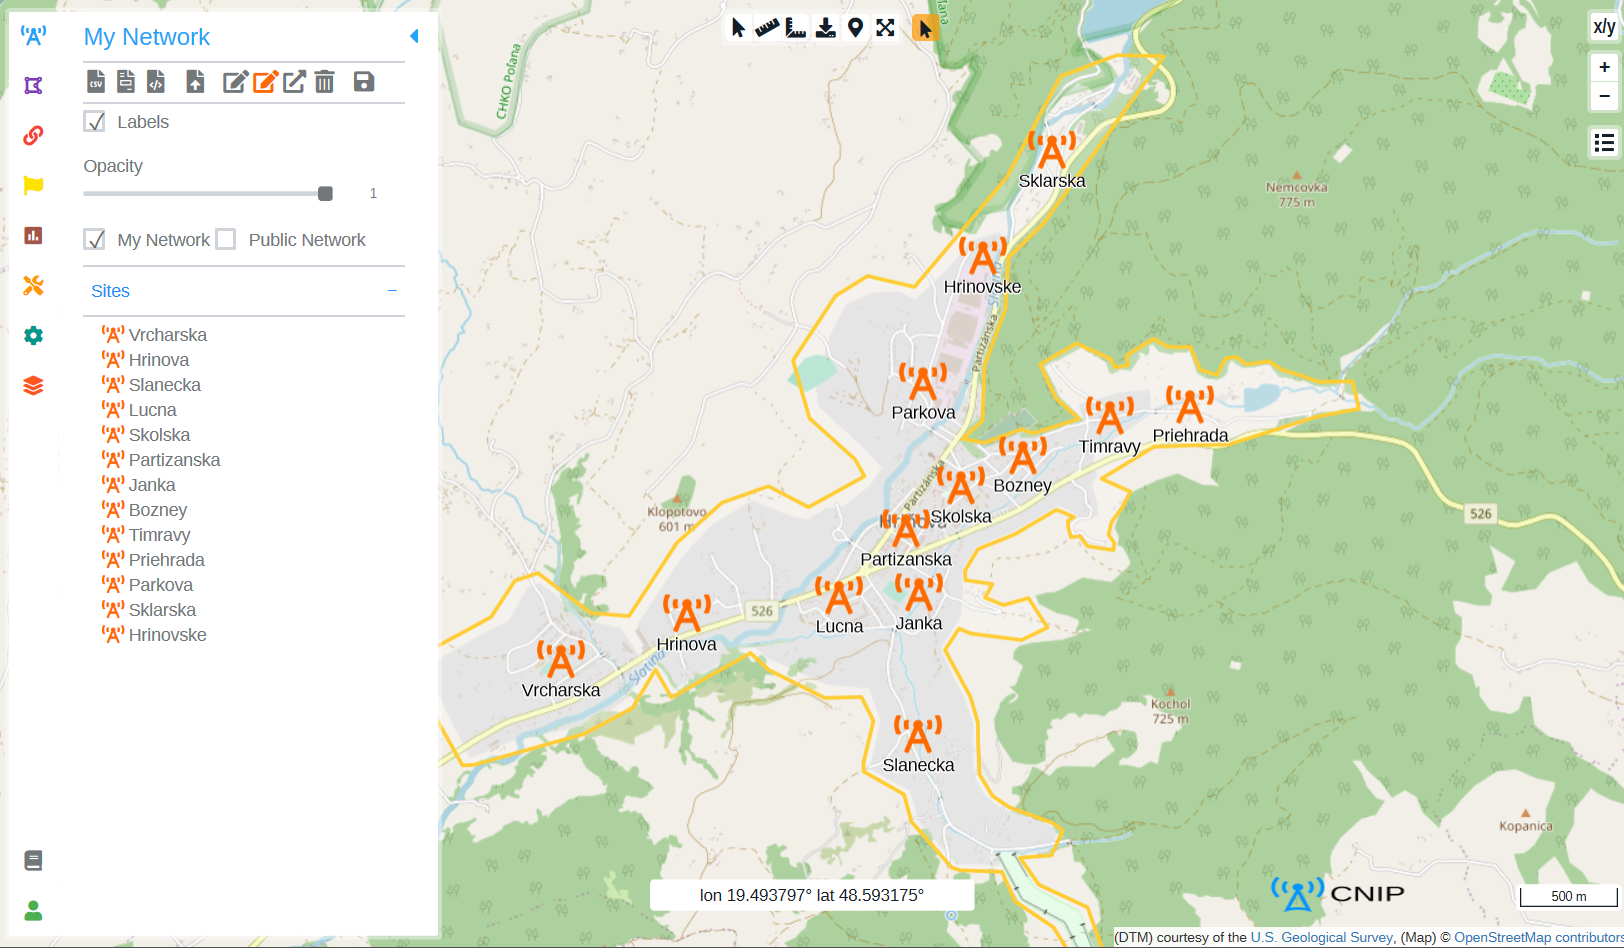 My Network
CSV
Labels
Opacity
1
My Network
Public Network
Sites
Vrcharska
Hrinova
Slanecka
Lucna
Skolska
Partizanska
Janka
Bozney
Timravy
Priehrada
Parkova
Sklarska
Hrinovske
x/y
+
−
CHKO Poľana
Sklarska
Nemcovka
775 m
Hrinovske
Partizánska
Parkova
Timravy
Priehrada
Bozney
Skolska
Klopotovo
601 m
526
Partizanska
Lucna
Janka
526
Hrinova
Slatina
Vrcharska
Kochol
725 m
Slanecka
Kopanica
lon 19.493797° lat 48.593175°
CNIP
500 m
(DTM) courtesy of the U.S. Geological Survey, (Map) © OpenStreetMap contributors